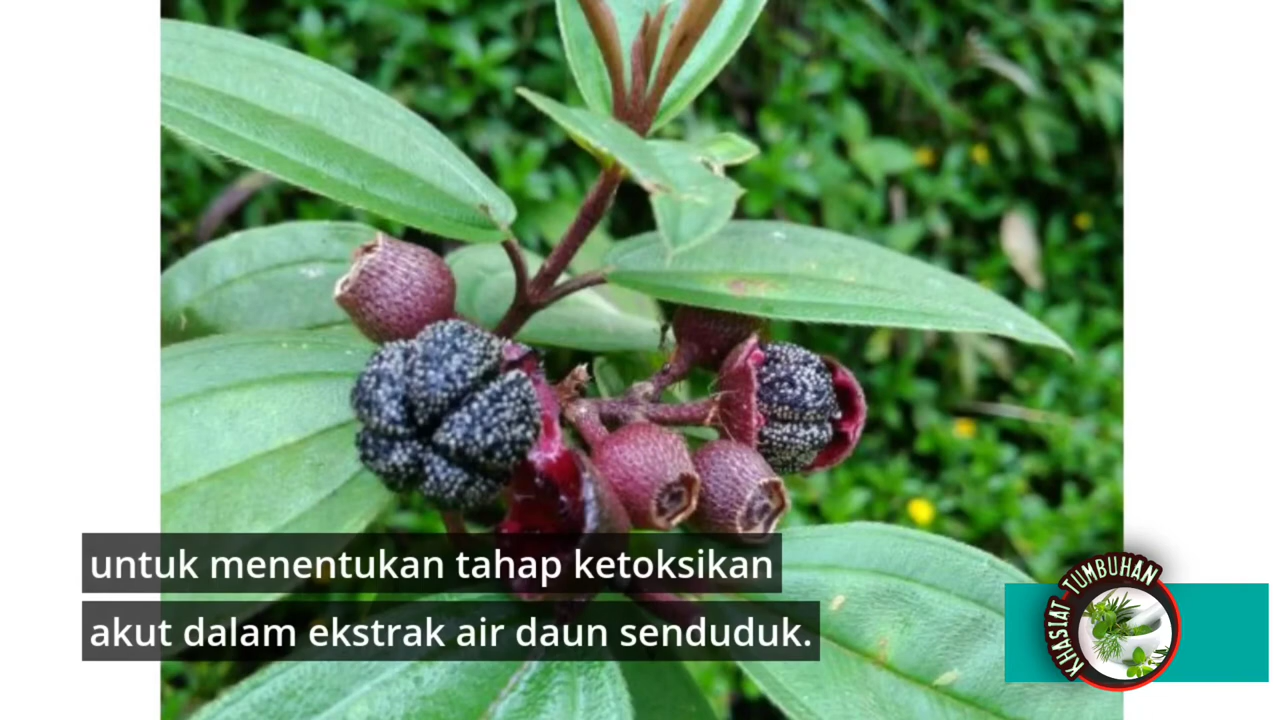 untuk menentukan tahap ketoksikan
akut dalam ekstrak air daun senduduk.
KHASIAT TUMBUHAN